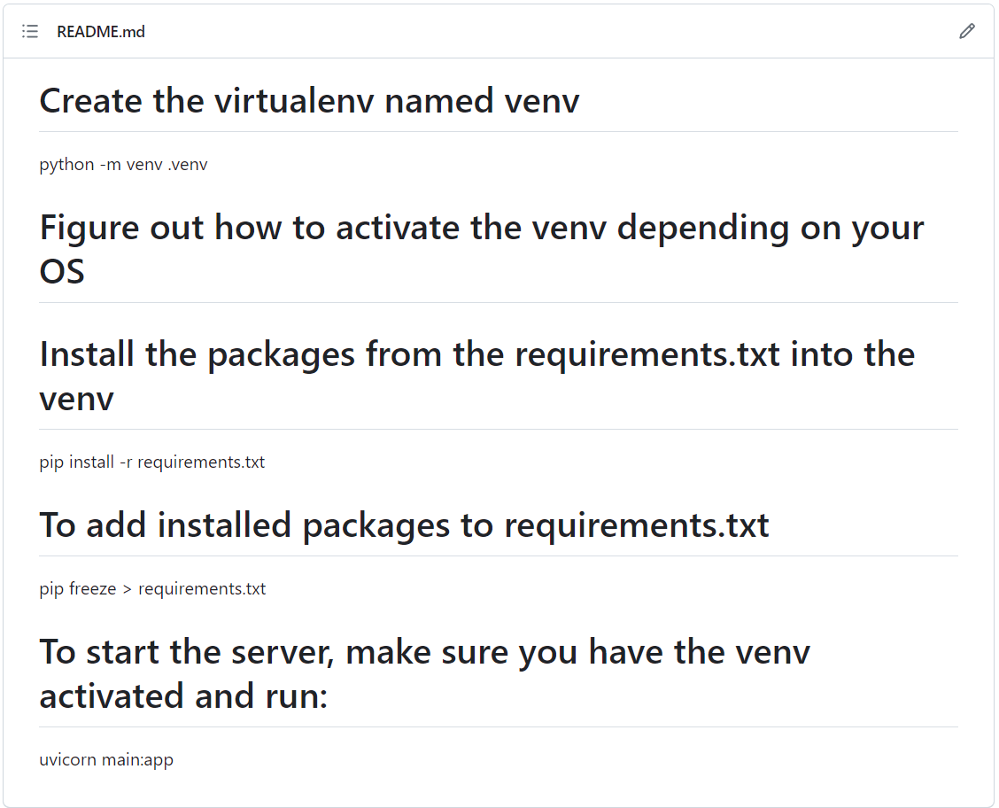 README.md
Create the virtualenv named venv
python -m venv .venv
Figure out how to activate the venv depending on your
OS
Install the packages from the requirements.txt into the
venv
pip install -r requirements.txt
To add installed packages to requirements.txt
pip freeze > requirements.txt
To start the server, make sure you have the venv
activated and run:
uvicorn main:app